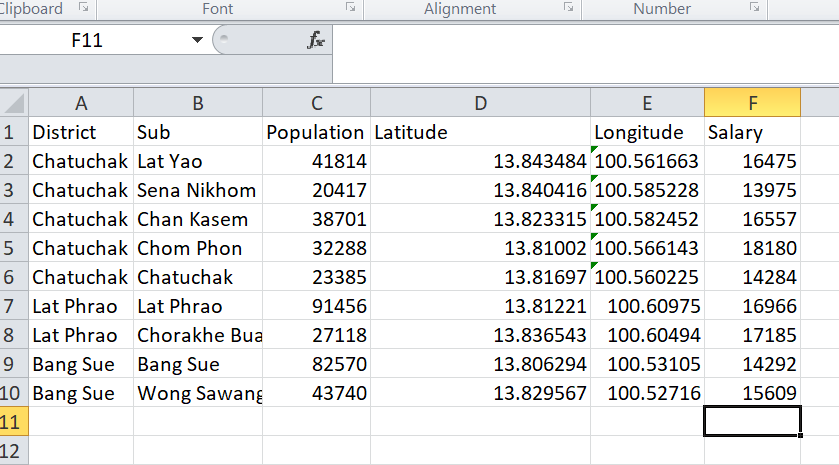 Clipboard Font Alignment Number
F11 fx
A B C D E F
1 District Sub Population Latitude Longitude Salary
2 Chatuchak Lat Yao 41814 13.843484 100.561663 16475
3 Chatuchak Sena Nikhom 20417 13.840416 100.585228 13975
4 Chatuchak Chan Kasem 38701 13.823315 100.582452 16557
5 Chatuchak Chom Phon 32288 13.81002 100.566143 18180
6 Chatuchak Chatuchak 23385 13.81697 100.560225 14284
7 Lat Phrao Lat Phrao 91456 13.81221 100.60975 16966
8 Lat Phrao Chorakhe Bua 27118 13.836543 100.60494 17185
9 Bang Sue Bang Sue 82570 13.806294 100.53105 14292
10 Bang Sue Wong Sawang 43740 13.829567 100.52716 15609
11
12